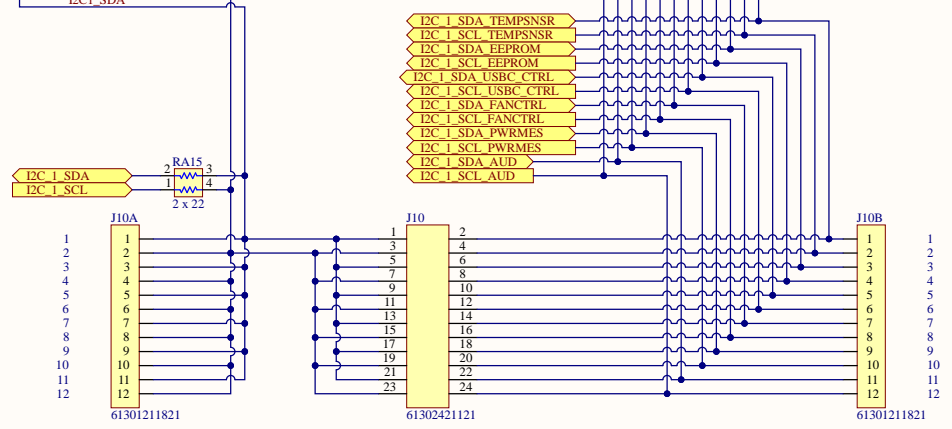 I2C_1_SDA
I2C_1_SDA_TEMPSNSR
I2C_1_SCL_TEMPSNSR
I2C_1_SDA_EEPROM
I2C_1_SCL_EEPROM
I2C_1_SDA_USBC_CTRL
I2C_1_SCL_USBC_CTRL
I2C_1_SDA_FANCTRL
I2C_1_SCL_FANCTRL
I2C_1_SDA_PWRMES
I2C_1_SCL_PWRMES
I2C_1_SDA_AUD
I2C_1_SCL_AUD
RA15
I2C_1_SDA 2 3
I2C_1_SCL 1 4
2 x 22
J10A J10 J10B
1 1 1 2 1 1
2 2 3 4 2 2
3 3 5 6 3 3
4 4 7 8 4 4
5 5 9 10 5 5
6 6 11 12 6 6
7 7 13 14 7 7
8 8 15 16 8 8
9 9 17 18 9 9
10 10 19 20 10 10
11 11 21 22 11 11
12 12 23 24 12 12
61301211821 61302421121 61301211821